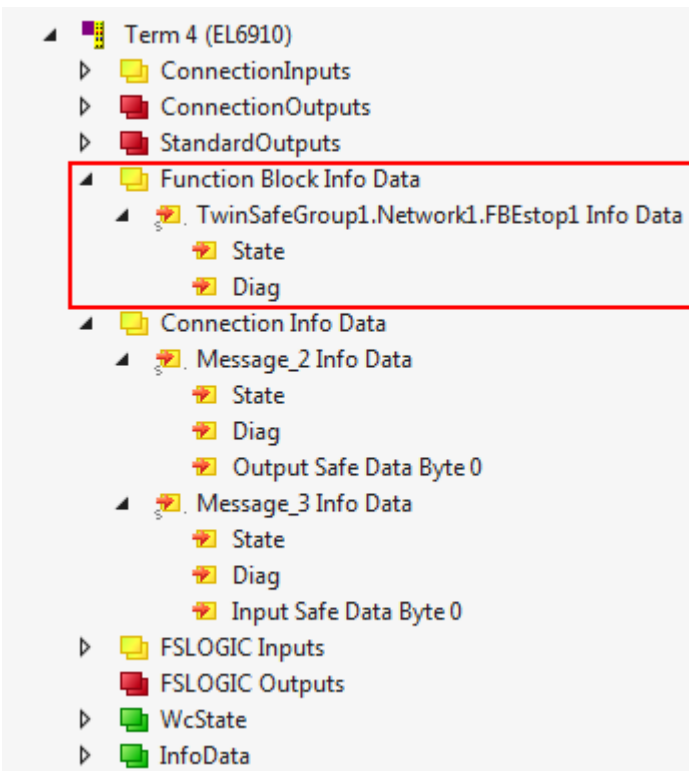 Term 4 (EL6910)
ConnectionInputs
ConnectionOutputs
StandardOutputs
Function Block Info Data
TwinSafeGroup1.Network1.FBEstop1 Info Data
State
Diag
Connection Info Data
Message_2 Info Data
State
Diag
Output Safe Data Byte 0
Message_3 Info Data
State
Diag
Input Safe Data Byte 0
FSLOGIC Inputs
FSLOGIC Outputs
WcState
InfoData